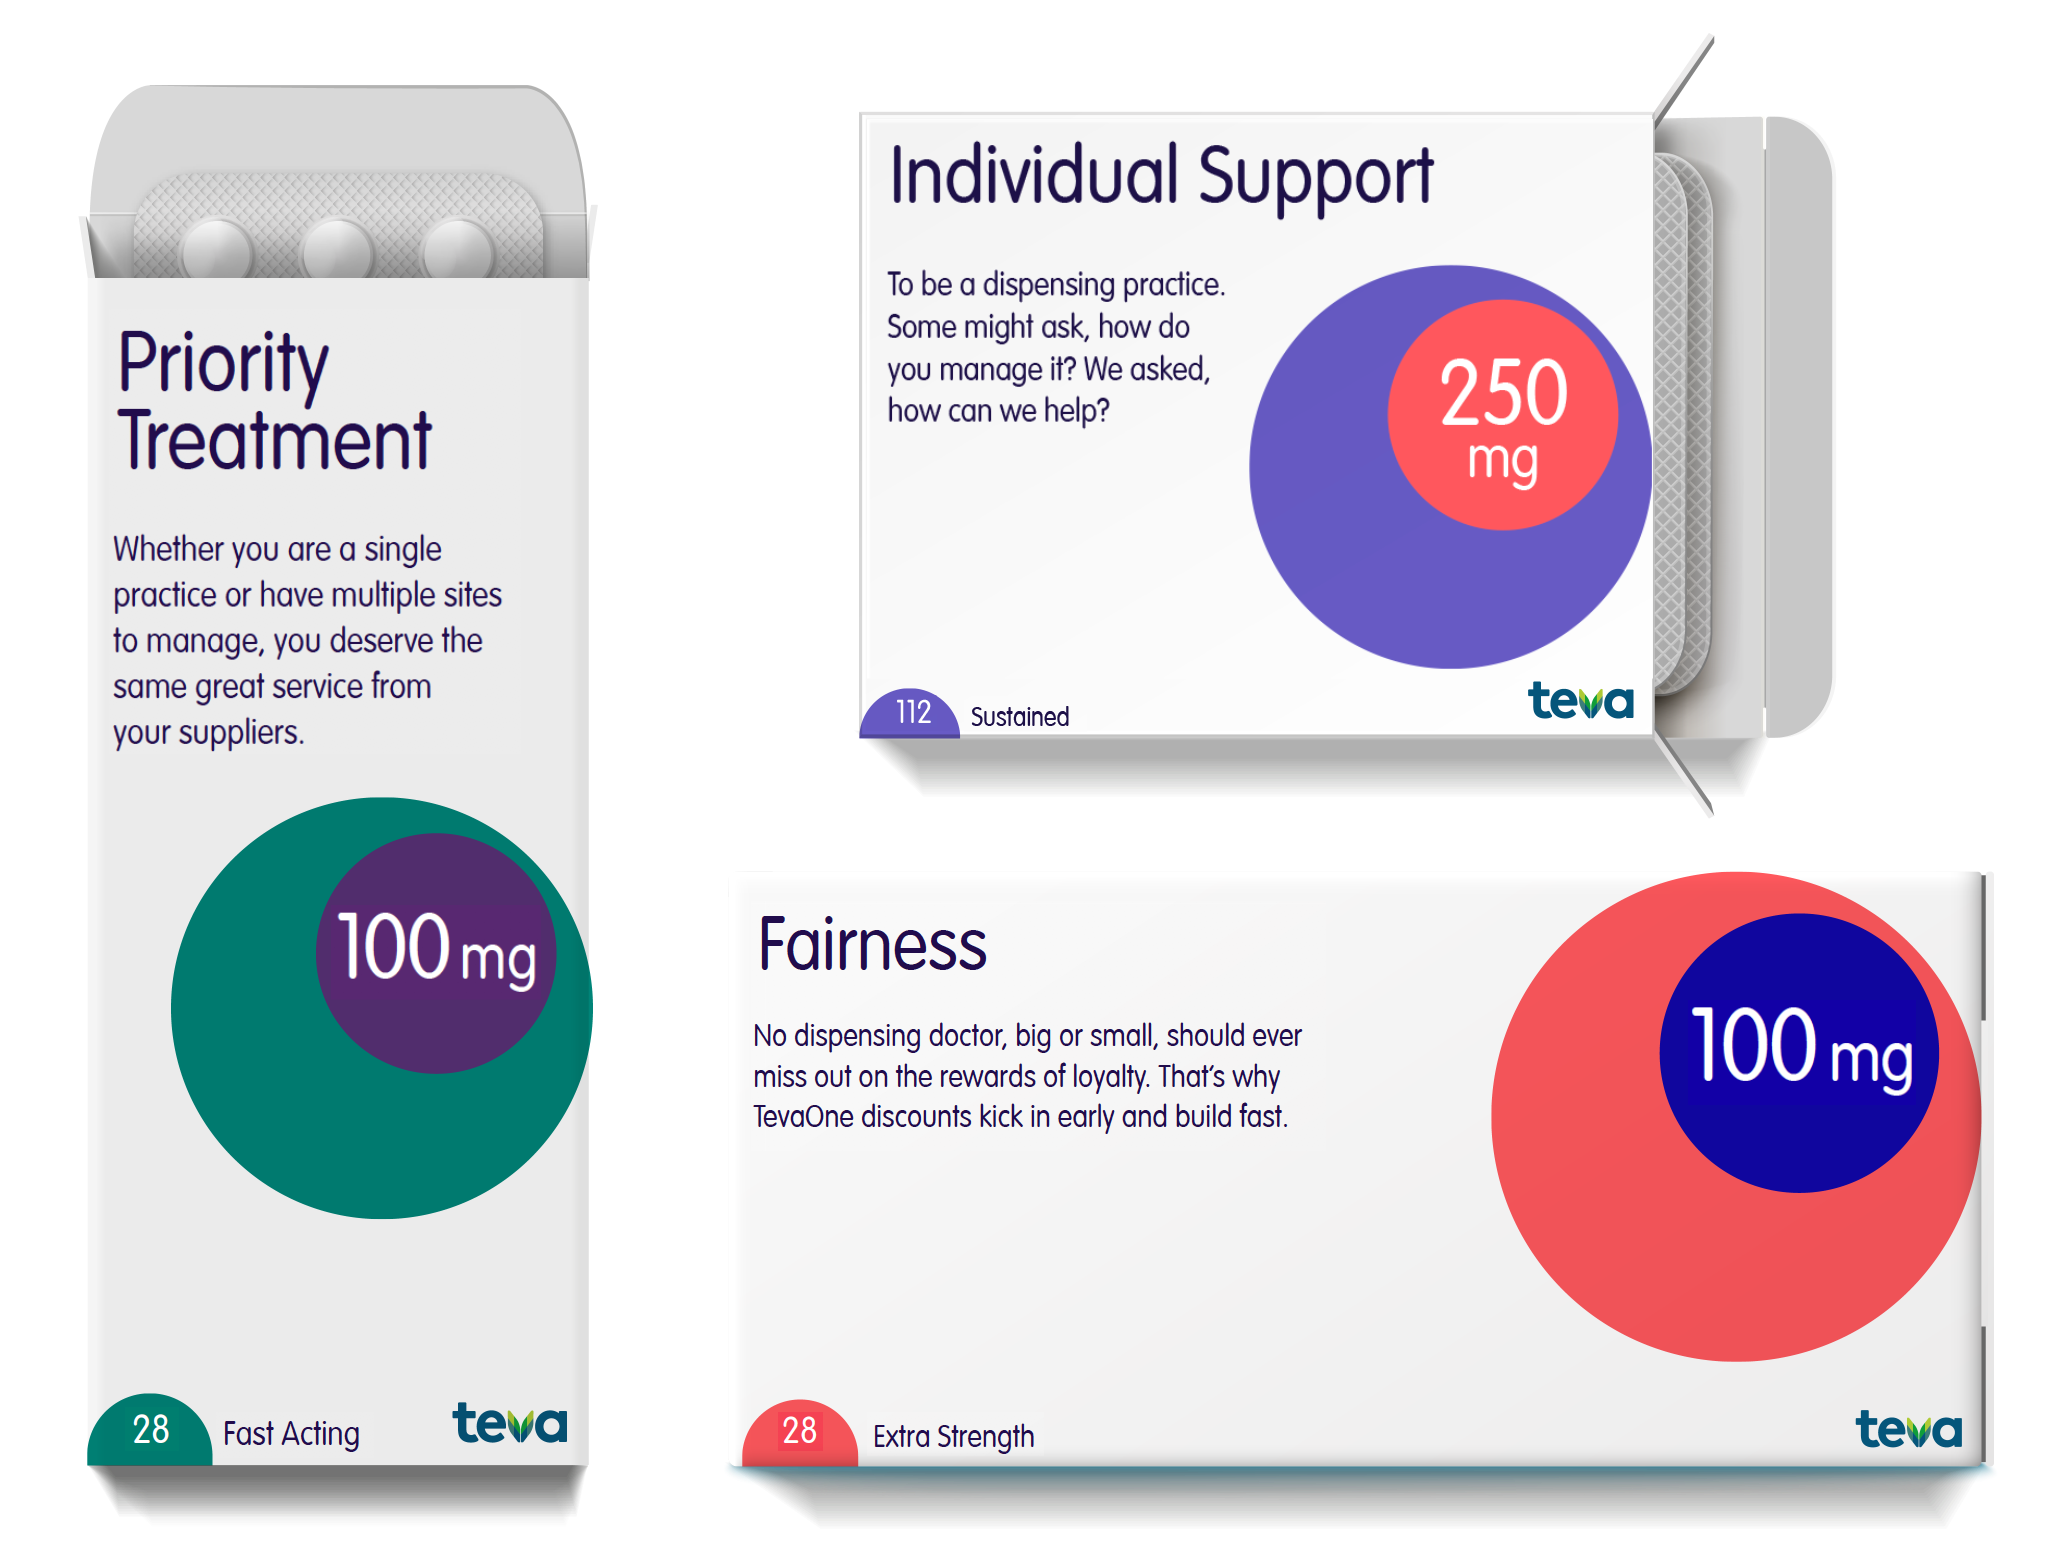 Priority
Treatment
Whether you are a single
practice or have multiple sites
to manage, you deserve the
same great service from
your suppliers.
100 mg
28
Fast Acting
teva
Individual Support
To be a dispensing practice.
Some might ask, how do
you manage it? We asked,
how can we help?
250
mg
112
Sustained
teva
Fairness
No dispensing doctor, big or small, should ever
miss out on the rewards of loyalty. That's why
TevaOne discounts kick in early and build fast.
100 mg
28
Extra Strength
teva